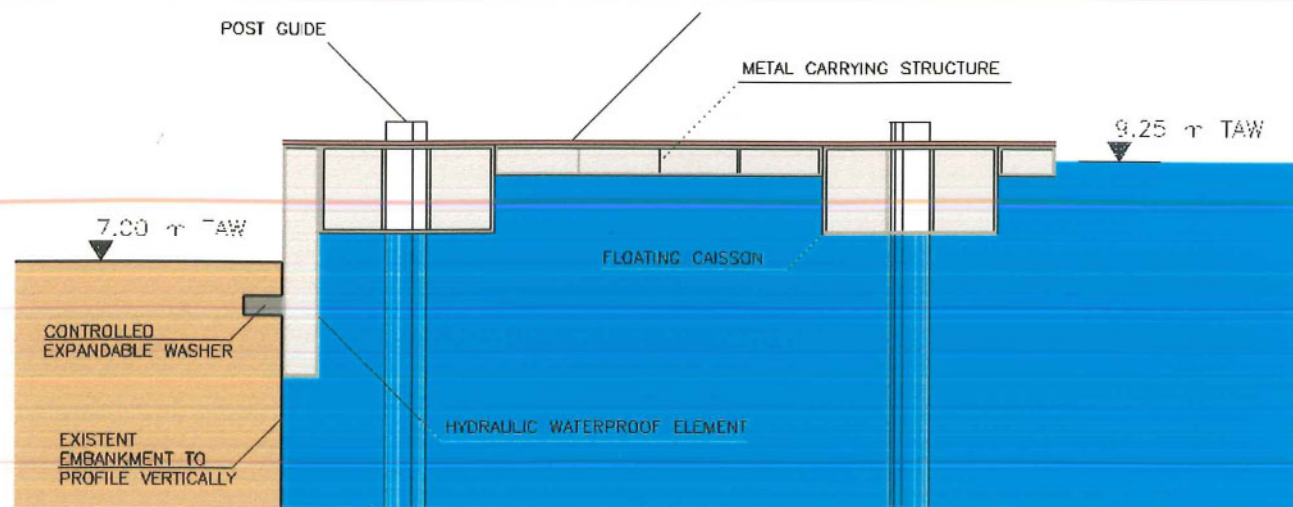 POST GUIDE
METAL CARRYING STRUCTURE
9.25 m TAW
7.00 m TAW
FLOATING CAISSON
CONTROLLED
EXPANDABLE WASHER
HYDRAULIC WATERPROOF ELEMENT
EXISTENT
EMBANKMENT TO
PROFILE VERTICALLY